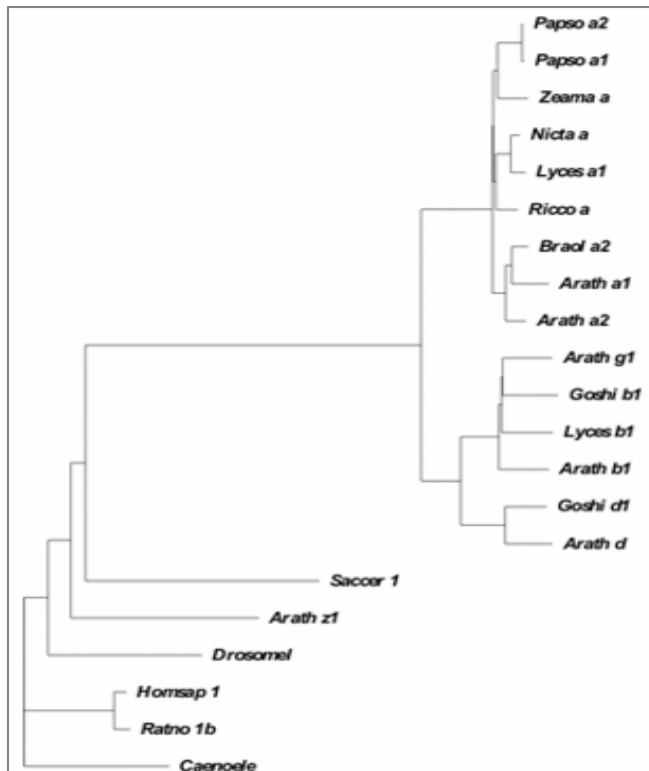 Papso a2
Papso a1
Zeama a
Nicta a
Lyces a1
Ricco a
Braol a2
Arath a1
Arath a2
Arath g1
Goshi b1
Lyces b1
Arath b1
Goshi d1
Arath d
Saccer 1
Arath z1
Drosomel
Homsap 1
Ratno 1b
Caenoele